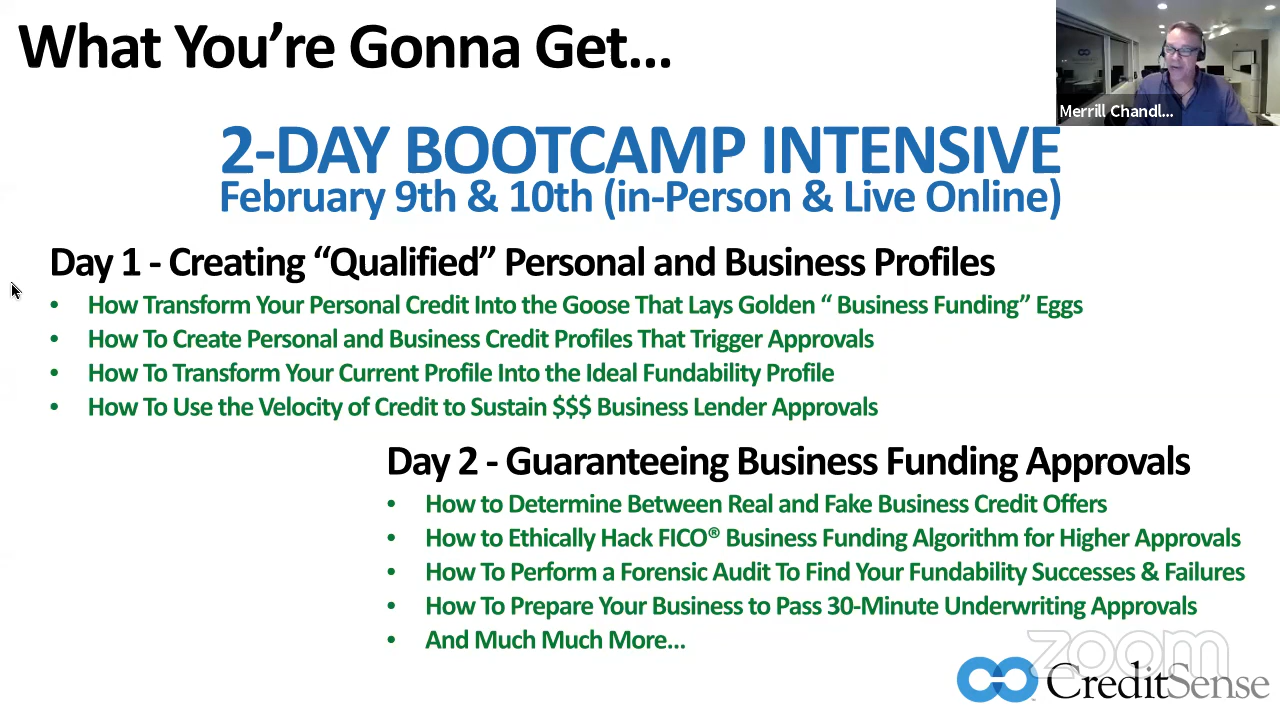 What You're Gonna Get...
Merrill Chandl...
2-DAY BOOTCAMP INTENSIVE
February 9th & 10th (in-Person & Live Online)
Day 1 - Creating “Qualified” Personal and Business Profiles
• How Transform Your Personal Credit Into the Goose That Lays Golden “ Business Funding” Eggs
• How To Create Personal and Business Credit Profiles That Trigger Approvals
• How To Transform Your Current Profile Into the Ideal Fundability Profile
• How To Use the Velocity of Credit to Sustain $$$ Business Lender Approvals
Day 2 - Guaranteeing Business Funding Approvals
• How to Determine Between Real and Fake Business Credit Offers
• How to Ethically Hack FICO® Business Funding Algorithm for Higher Approvals
• How To Perform a Forensic Audit To Find Your Fundability Successes & Failures
• How To Prepare Your Business to Pass 30-Minute Underwriting Approvals
• And Much Much More...
zoom
CreditSense